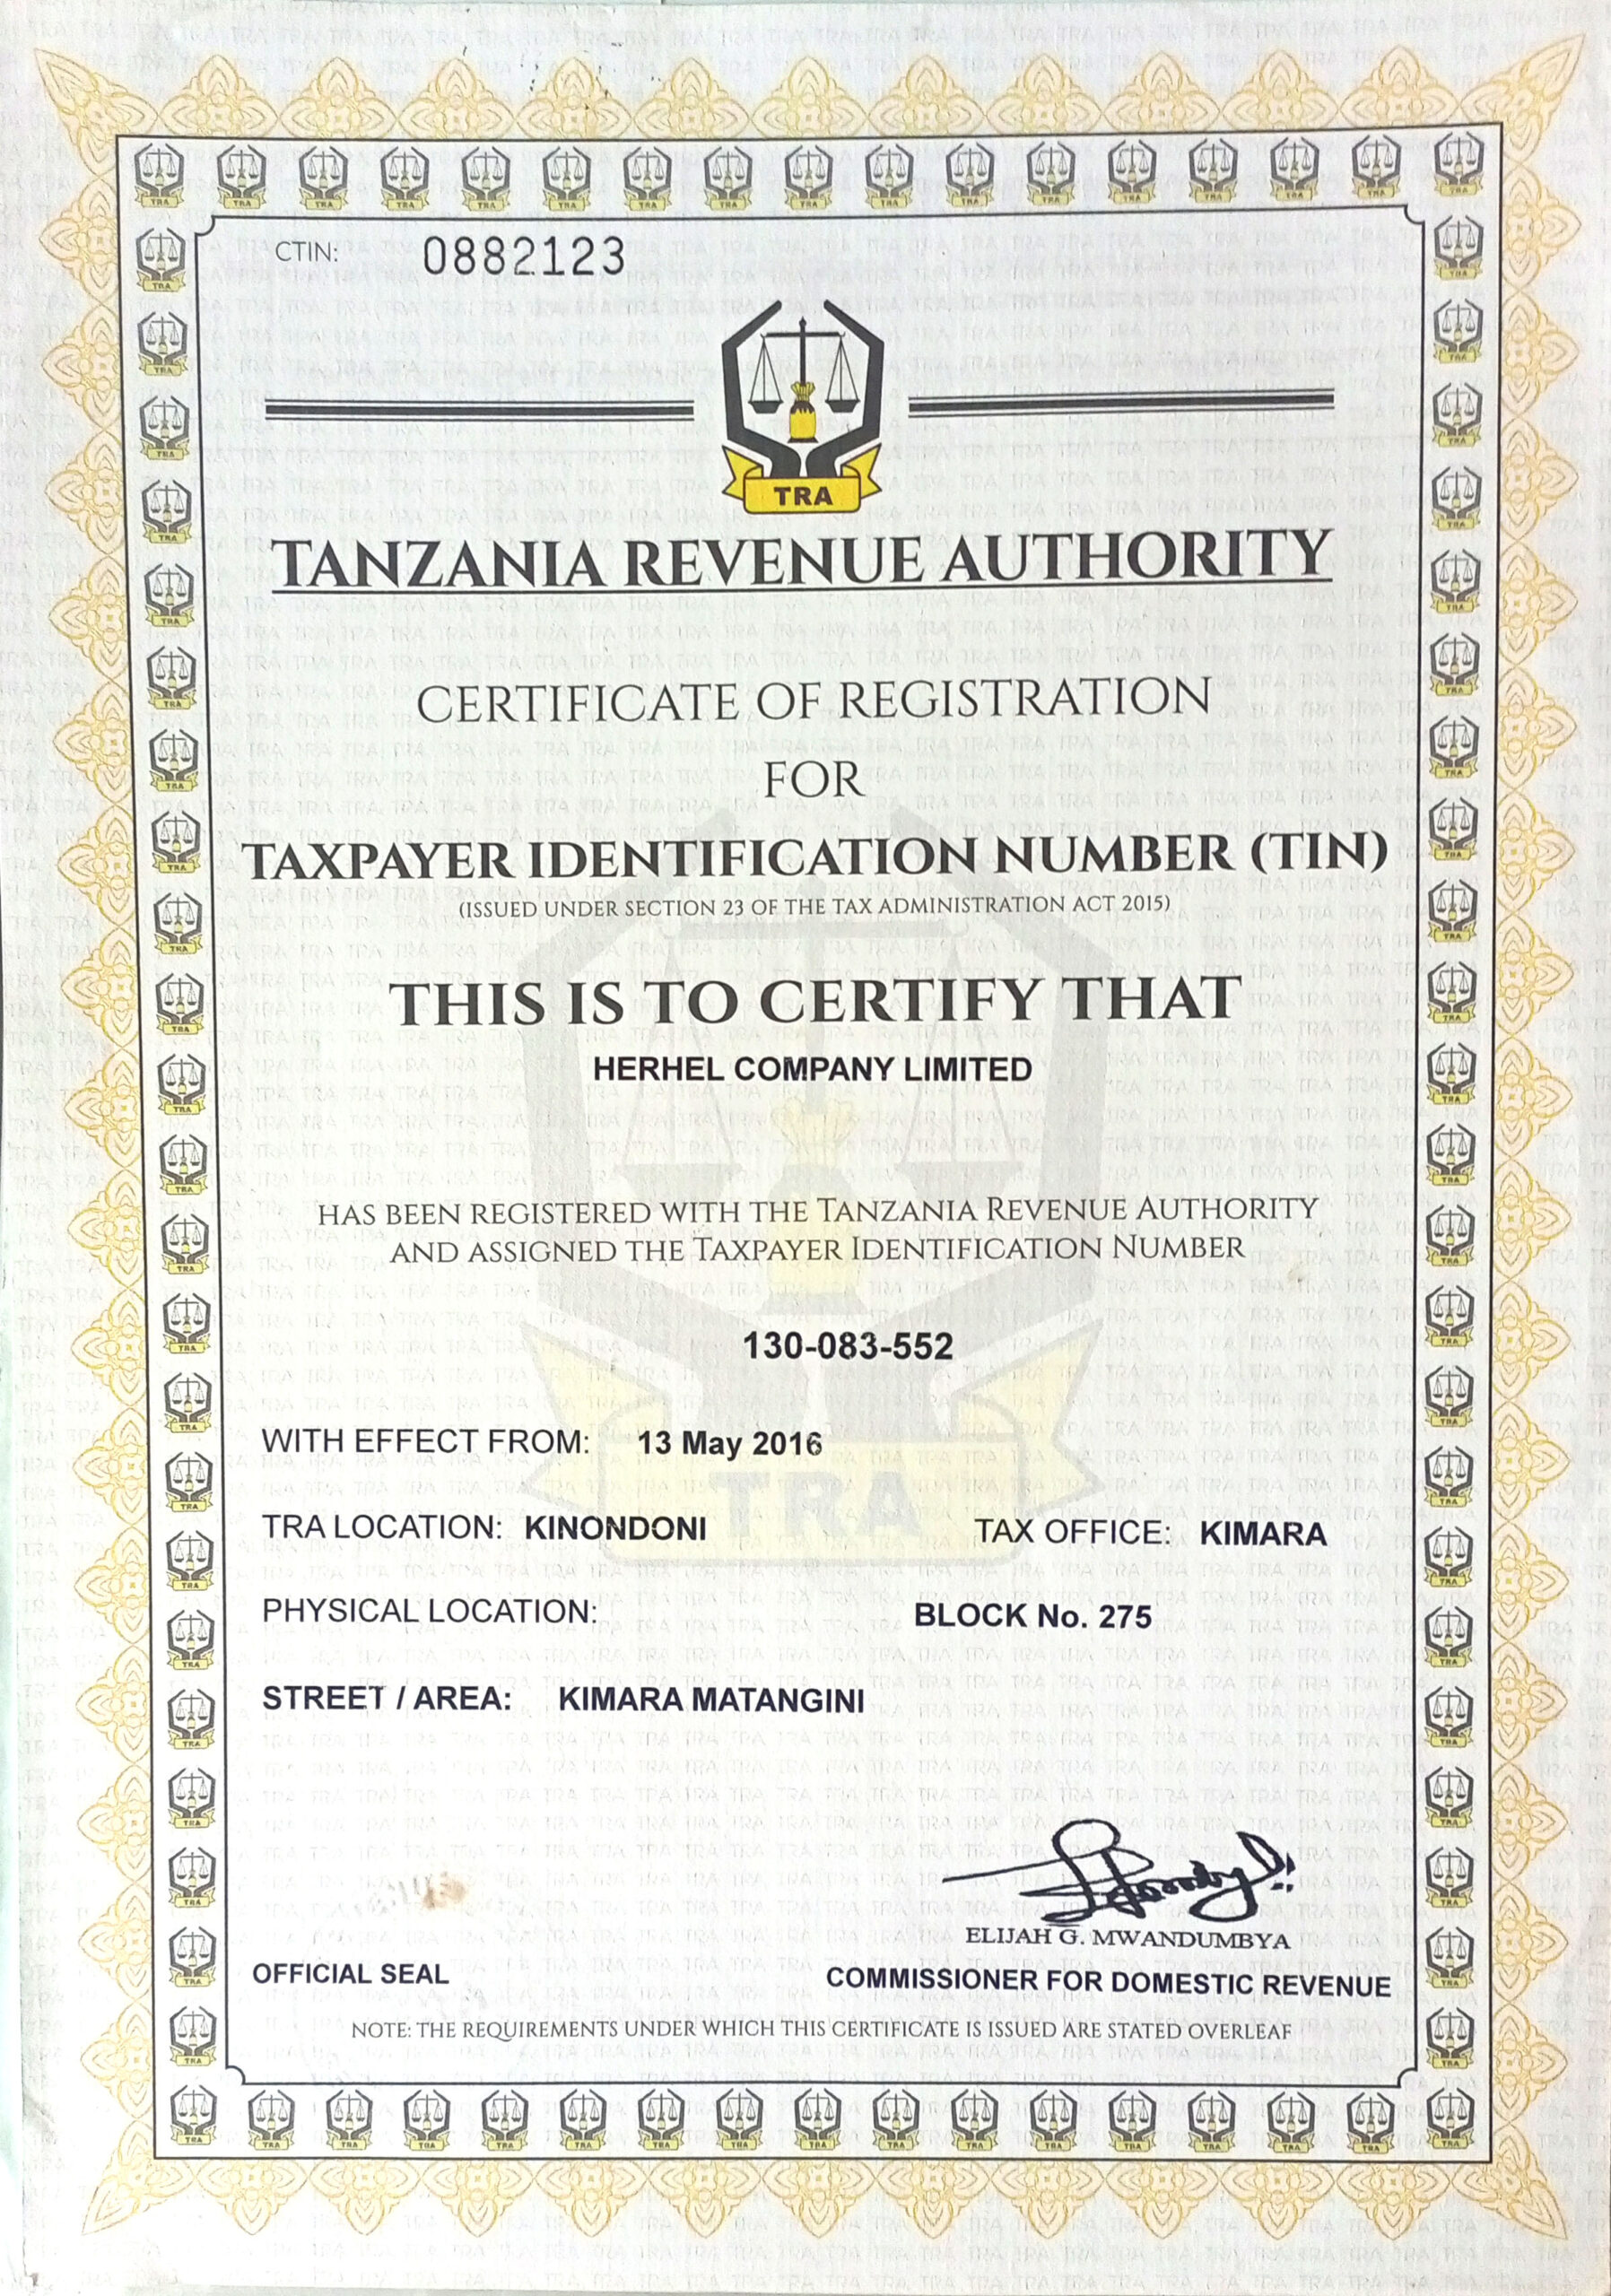 CTIN: 0882123
TRA
TANZANIA REVENUE AUTHORITY
CERTIFICATE OF REGISTRATION
FOR
TAXPAYER IDENTIFICATION NUMBER (TIN)
(ISSUED UNDER SECTION 23 OF THE TAX ADMINISTRATION ACT 2015)
THIS IS TO CERTIFY THAT
HERHEL COMPANY LIMITED
HAS BEEN REGISTERED WITH THE TANZANIA REVENUE AUTHORITY
AND ASSIGNED THE TAXPAYER IDENTIFICATION NUMBER
130-083-552
WITH EFFECT FROM: 13 May 2016
TRA LOCATION: KINONDONI TAX OFFICE: KIMARA
PHYSICAL LOCATION: BLOCK No. 275
STREET / AREA: KIMARA MATANGINI
ELIJAH G. MWANDUMBYA
OFFICIAL SEAL COMMISSIONER FOR DOMESTIC REVENUE
NOTE: THE REQUIREMENTS UNDER WHICH THIS CERTIFICATE IS ISSUED ARE STATED OVERLEAF